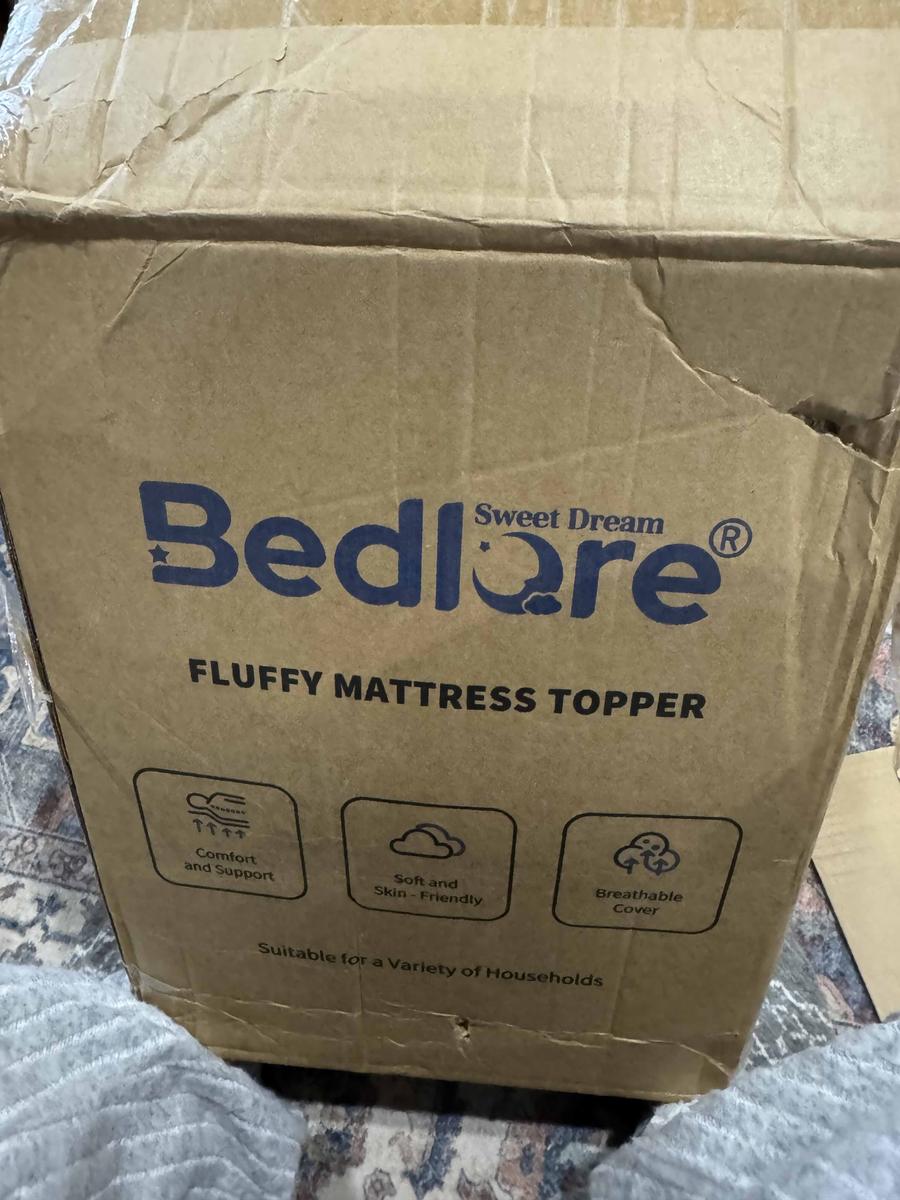 Sweet Dream
Bedlore®
FLUFFY MATTRESS TOPPER
Comfort
and Support
Soft and
Skin - Friendly
Breathable
Cover
Suitable for a Variety of Households